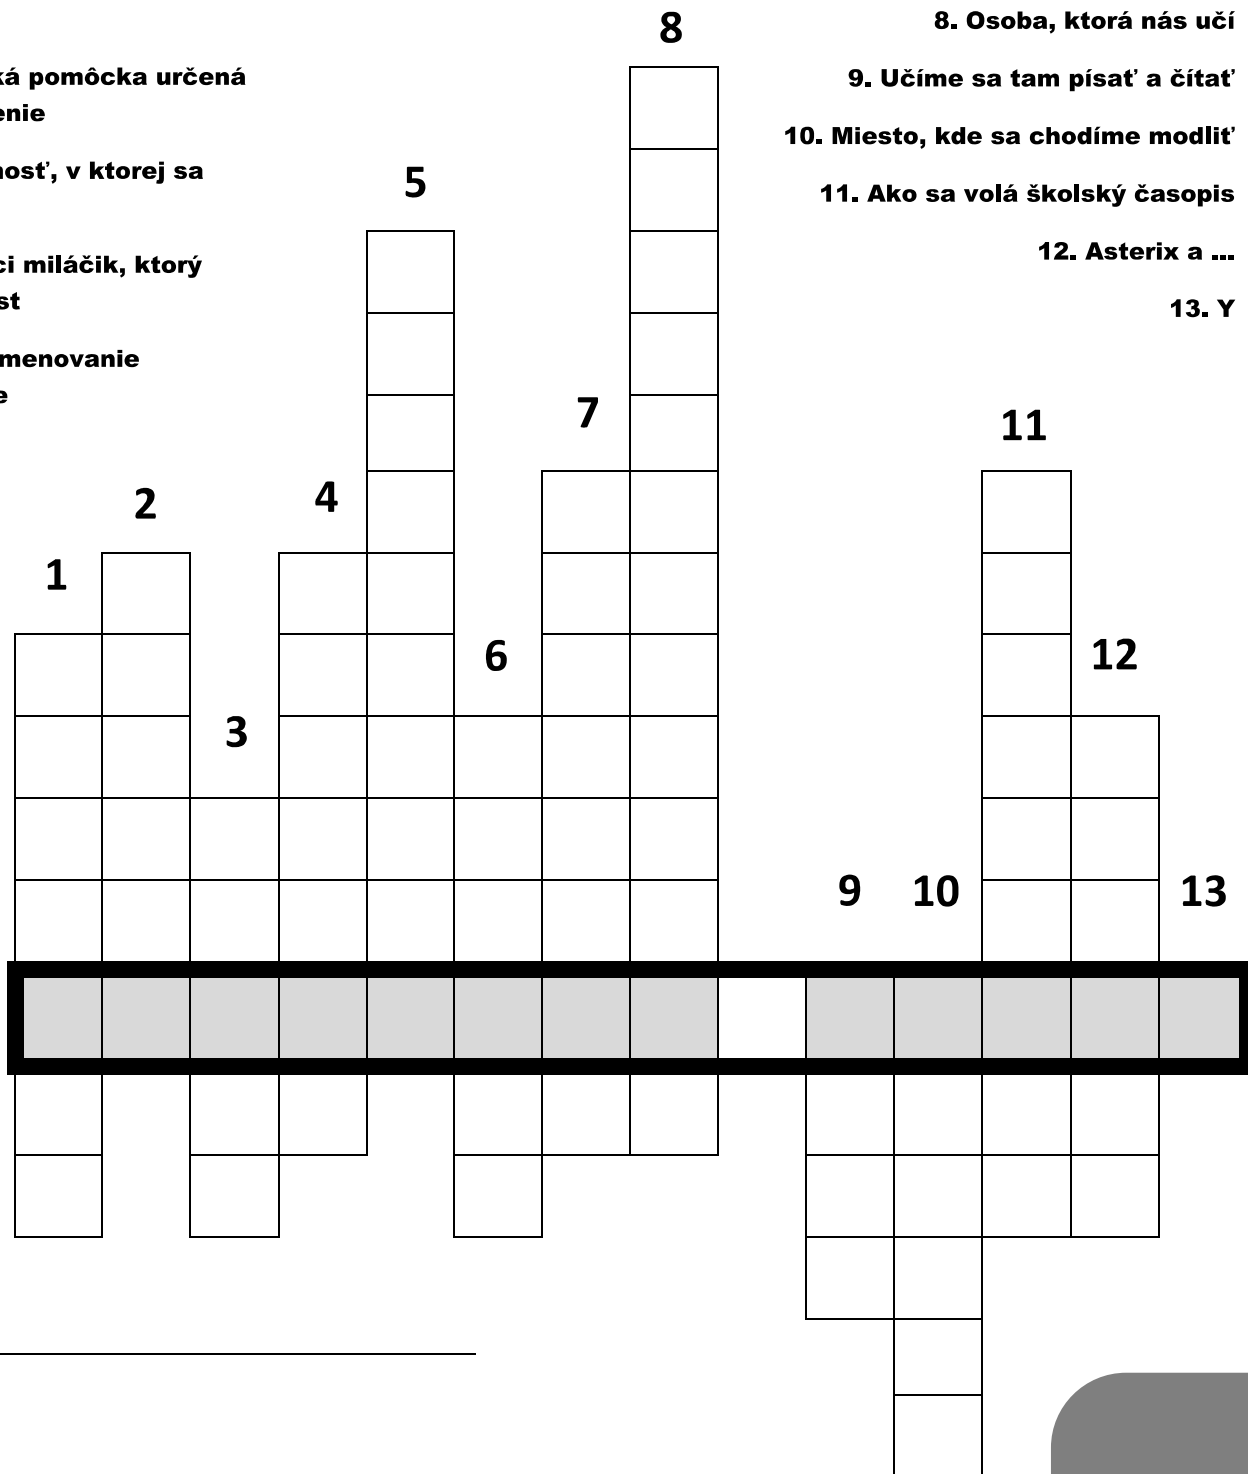 ká pomôcka určená
enie
nosť, v ktorej sa
ci miláčik, ktorý
st
menovanie
e
8. Osoba, ktorá nás učí
9. Učíme sa tam písať a čítať
10. Miesto, kde sa chodíme modliť
11. Ako sa volá školský časopis
12. Asterix a ...
13. Y
8
5
7
11
2
4
1
6
12
3
9
10
13